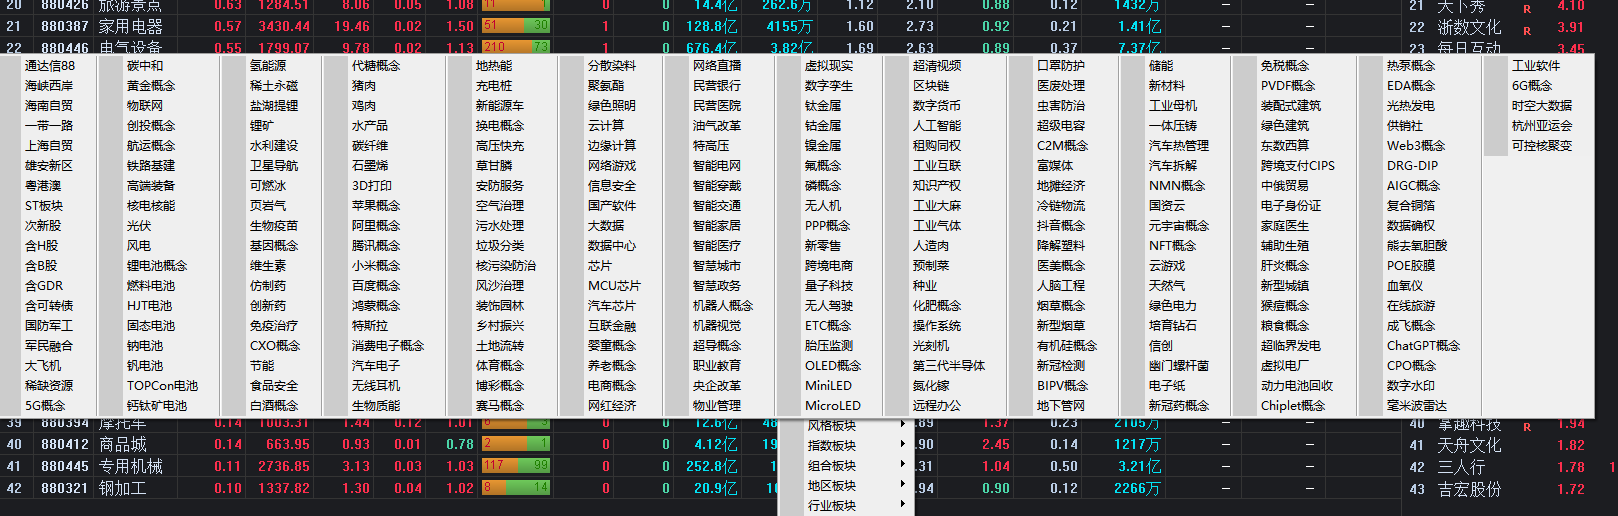 20 880426 旅游景点 0.63 1284.51 8.06 0.05 1.08 11 1 0 0 14.4亿 262.6万 1.12 2.10 0.88 0.12 1432万 21 天下秀 R 4.10
21 880387 家用电器 0.57 3430.44 19.46 0.02 1.50 51 30 1 0 128.8亿 4155万 1.60 2.73 0.92 0.21 1.41亿 – – 22 浙数文化 R 3.91
22 880446 电气设备 0.55 1799.07 9.78 0.02 1.13 210 73 1 0 676.4亿 3.82亿 1.69 2.63 0.89 0.37 7.37亿 – – 23 每日互动 3.45
通达信88 碳中和 氢能源 代糖概念 地热能 分散染料 网络直播 虚拟现实 超清视频 口罩防护 储能 免税概念 热泵概念 工业软件
海峡西岸 黄金概念 稀土永磁 猪肉 充电桩 聚氨酯 民营银行 数字孪生 区块链 医废处理 新材料 PVDF概念 EDA概念 6G概念
海南自贸 物联网 盐湖提锂 鸡肉 新能源车 绿色照明 民营医院 钛金属 数字货币 虫害防治 工业母机 装配式建筑 光热发电 时空大数据
一带一路 创投概念 锂矿 水产品 换电概念 云计算 油气改革 钴金属 人工智能 超级电容 一体压铸 绿色建筑 供销社 杭州亚运会
上海自贸 航运概念 水利建设 碳纤维 高压快充 边缘计算 特高压 镍金属 租购同权 C2M概念 汽车热管理 东数西算 Web3概念 可控核聚变
雄安新区 铁路基建 卫星导航 石墨烯 草甘膦 网络游戏 智能电网 氟概念 工业互联 富媒体 汽车拆解 跨境支付CIPS DRG-DIP
粤港澳 高端装备 可燃冰 3D打印 安防服务 信息安全 智能穿戴 磷概念 知识产权 地摊经济 NMN概念 中俄贸易 AIGC概念
ST板块 核电核能 页岩气 苹果概念 空气治理 国产软件 智能交通 无人机 工业大麻 冷链物流 国资云 电子身份证 复合铜箔
次新股 光伏 生物疫苗 阿里概念 污水处理 大数据 智能家居 PPP概念 工业气体 抖音概念 元宇宙概念 家庭医生 数据确权
含H股 风电 基因概念 腾讯概念 垃圾分类 数据中心 智能医疗 新零售 人造肉 降解塑料 NFT概念 辅助生殖 熊去氧胆酸
含B股 锂电池概念 维生素 小米概念 核污染防治 芯片 智慧城市 跨境电商 预制菜 医美概念 云游戏 肝炎概念 POE胶膜
含GDR 燃料电池 仿制药 百度概念 风沙治理 MCU芯片 智慧政务 量子科技 种业 人脑工程 天然气 新型城镇 血氧仪
含可转债 HJT电池 创新药 鸿蒙概念 装饰园林 汽车芯片 机器人概念 无人驾驶 化肥概念 烟草概念 绿色电力 猴痘概念 在线旅游
国防军工 固态电池 免疫治疗 特斯拉 乡村振兴 互联金融 机器视觉 ETC概念 操作系统 新型烟草 培育钻石 粮食概念 成飞概念
军民融合 钠电池 CXO概念 消费电子概念 土地流转 婴童概念 超导概念 胎压监测 光刻机 有机硅概念 信创 超临界发电 ChatGPT概念
大飞机 钒电池 节能 汽车电子 体育概念 养老概念 职业教育 OLED概念 第三代半导体 新冠检测 幽门螺杆菌 虚拟电厂 CPO概念
稀缺资源 TOPCon电池 食品安全 无线耳机 博彩概念 电商概念 央企改革 MiniLED 氮化镓 BIPV概念 电子纸 动力电池回收 数字水印
5G概念 钙钛矿电池 白酒概念 生物质能 赛马概念 网红经济 物业管理 MicroLED 远程办公 地下管网 新冠药概念 Chiplet概念 毫米波雷达
39 880394 摩托车 0.14 1003.31 1.44 0.12 1.01 6 3 0 0 12.6亿 48 风格板块 .89 1.37 0.23 2105万 – – 40 掌趣科技 R 1.94
40 880412 商品城 0.14 663.95 0.93 0.01 0.78 2 1 0 0 4.12亿 19 指数板块 .90 2.45 0.14 1217万 – – 41 天舟文化 1.82
41 880445 专用机械 0.11 2736.85 3.13 0.03 1.03 117 99 0 0 252.8亿 1 组合板块 .31 1.04 0.50 3.21亿 – – 42 三人行 1.78 1
42 880321 钢加工 0.10 1337.82 1.30 0.04 1.02 8 14 0 0 20.9亿 地区板块 .94 0.90 0.12 2266万 – – 43 吉宏股份 1.72
行业板块